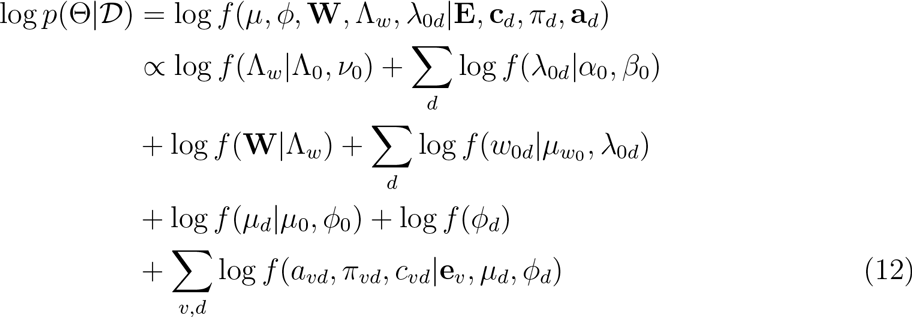 log p(Θ|𝒟) = log f(μ, ϕ, W, Λ_w, λ_{0d}|E, c_d, π_d, a_d)
∝ log f(Λ_w|Λ_0, ν_0) + ∑_d log f(λ_{0d}|α_0, β_0)
+ log f(W|Λ_w) + ∑_d log f(w_{0d}|μ_{w_0}, λ_{0d})
+ log f(μ_d|μ_0, ϕ_0) + log f(ϕ_d)
+ ∑_{v,d} log f(a_{vd}, π_{vd}, c_{vd}|e_v, μ_d, ϕ_d) (12)